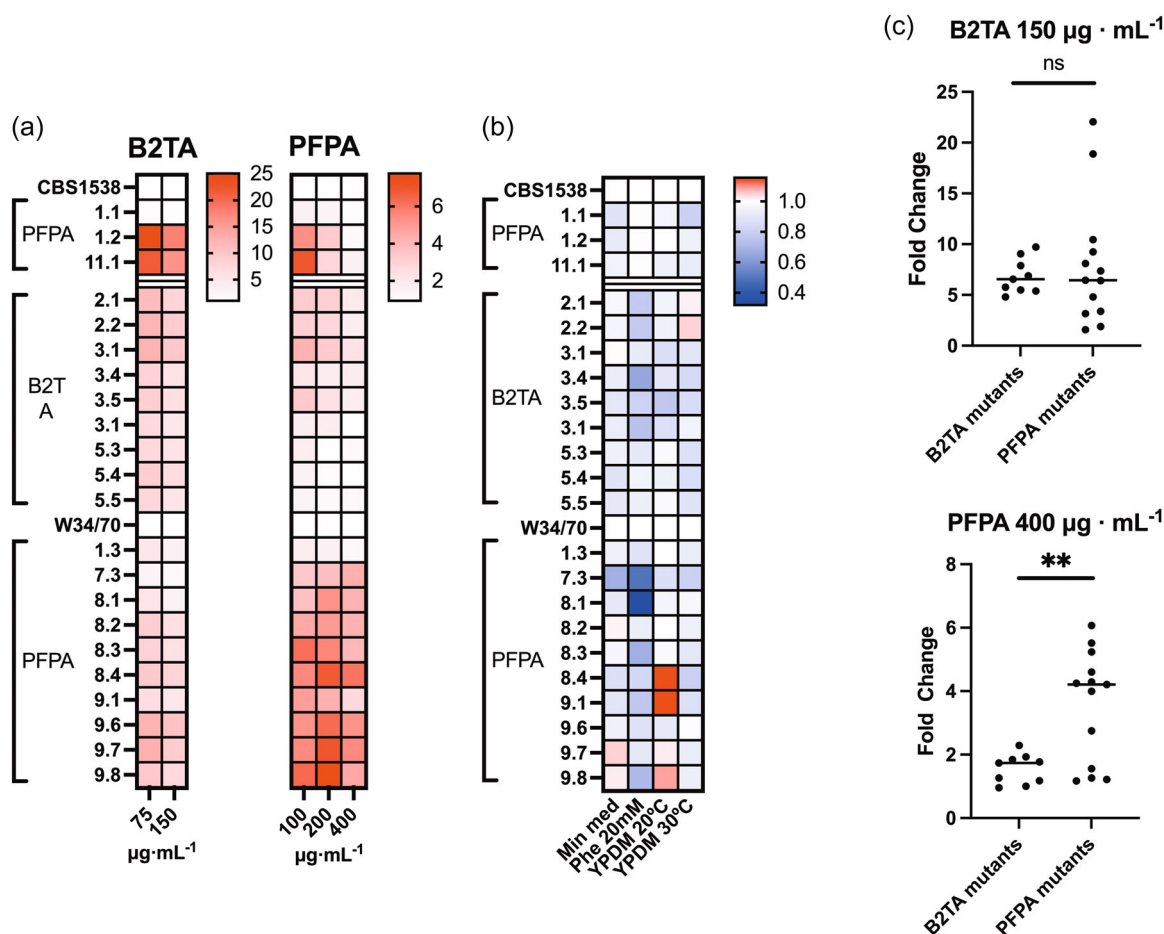 (a)
B2TA
PFPA
CBS1538
PFPA
1.1
1.2
11.1
B2T
A
2.1
2.2
3.1
3.4
3.5
3.1
5.3
5.4
5.5
W34/70
PFPA
1.3
7.3
8.1
8.2
8.3
8.4
9.1
9.6
9.7
9.8
75
150
µg·mL⁻¹
25
20
15
10
5
100
200
400
µg·mL⁻¹
6
4
2
(b)
CBS1538
PFPA
1.1
1.2
11.1
B2TA
2.1
2.2
3.1
3.4
3.5
3.1
5.3
5.4
5.5
W34/70
PFPA
1.3
7.3
8.1
8.2
8.3
8.4
9.1
9.6
9.7
9.8
Min med
Phe 20mM
YPDM 20ºC
YPDM 30ºC
1.0
0.8
0.6
0.4
(c)
B2TA 150 µg · mL⁻¹
ns
Fold Change
25
20
15
10
5
0
B2TA mutants
PFPA mutants
PFPA 400 µg · mL⁻¹
**
Fold Change
8
6
4
2
0
B2TA mutants
PFPA mutants